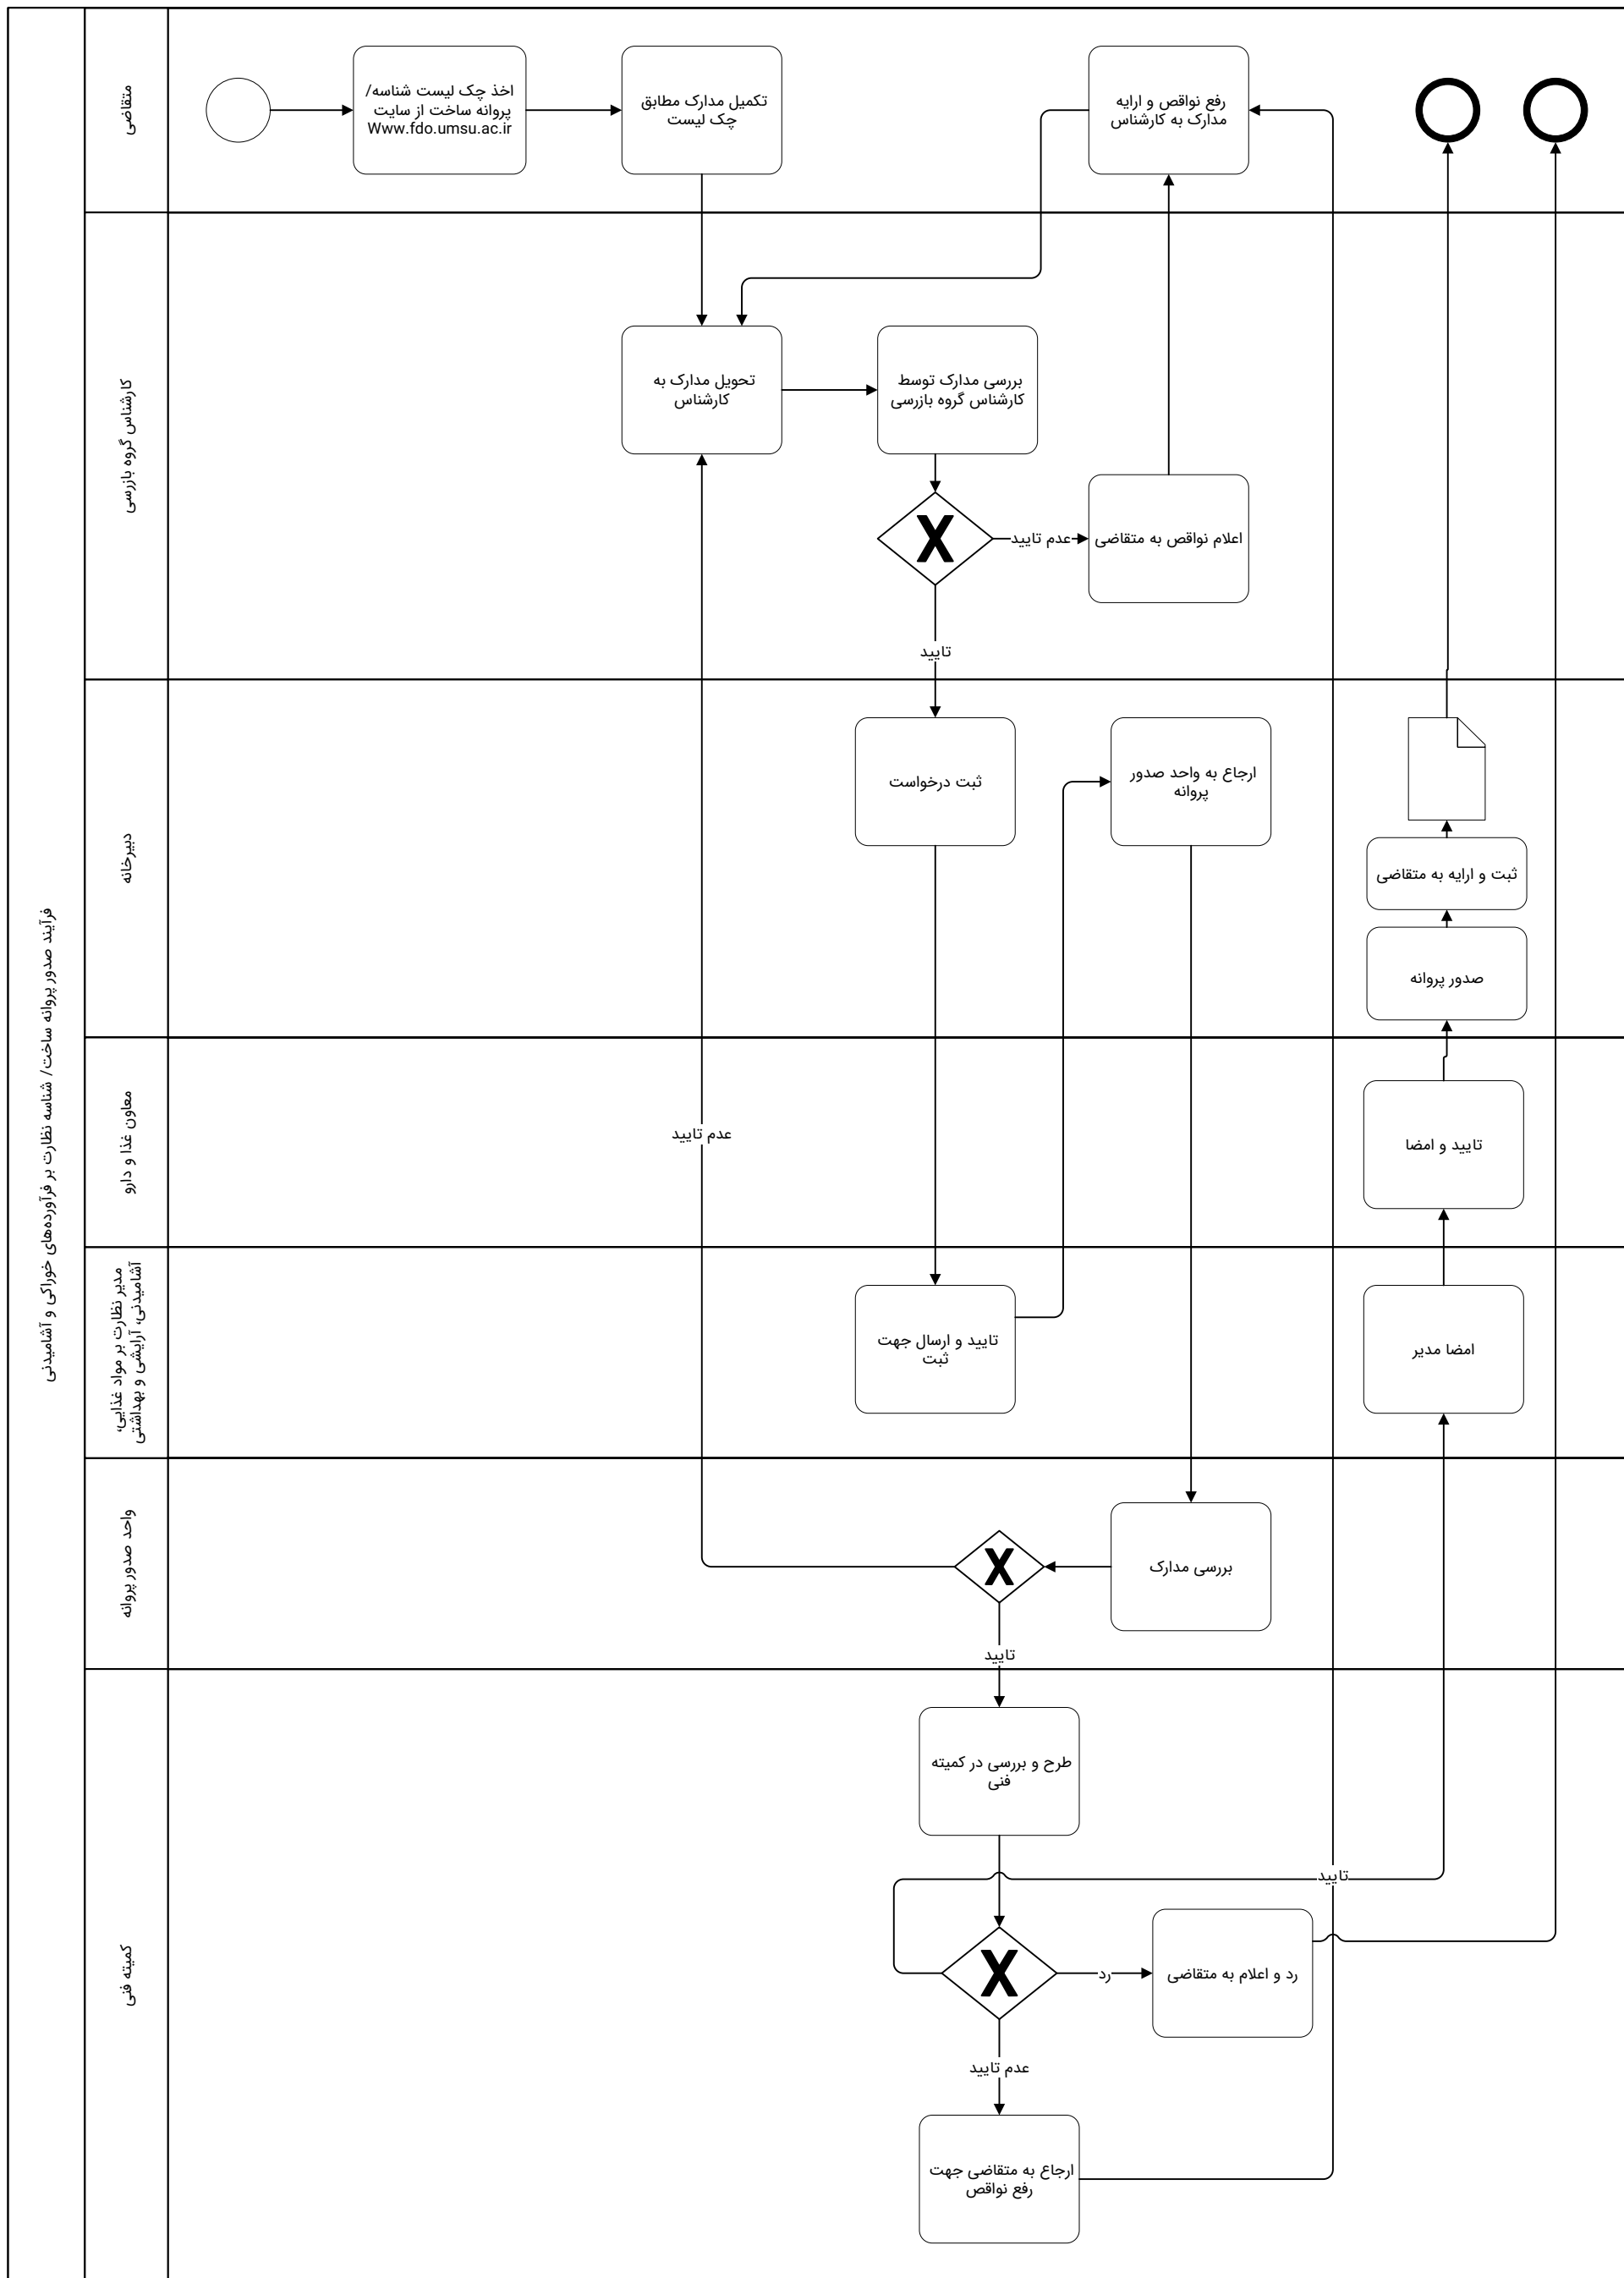 فرآیند صدور پروانه ساخت/ شناسه نظارت بر فرآورده‌های خوراکی و آشامیدنی
متقاضی
اخذ چک لیست شناسه/
پروانه ساخت از سایت
Www.fdo.umsu.ac.ir
تکمیل مدارک مطابق
چک لیست
رفع نواقص و ارایه
مدارک به کارشناس
کارشناس گروه بازرسی
تحویل مدارک به
کارشناس
بررسی مدارک توسط
کارشناس گروه بازرسی
عدم تایید
اعلام نواقص به متقاضی
تایید
دبیرخانه
ثبت درخواست
ارجاع به واحد صدور
پروانه
ثبت و ارایه به متقاضی
صدور پروانه
معاون غذا و دارو
عدم تایید
تایید و امضا
مدیر نظارت بر مواد غذایی،
آشامیدنی، آرایشی و بهداشتی
تایید و ارسال جهت
ثبت
امضا مدیر
واحد صدور پروانه
بررسی مدارک
تایید
کمیته فنی
طرح و بررسی در کمیته
فنی
تایید
رد
رد و اعلام به متقاضی
عدم تایید
ارجاع به متقاضی جهت
رفع نواقص